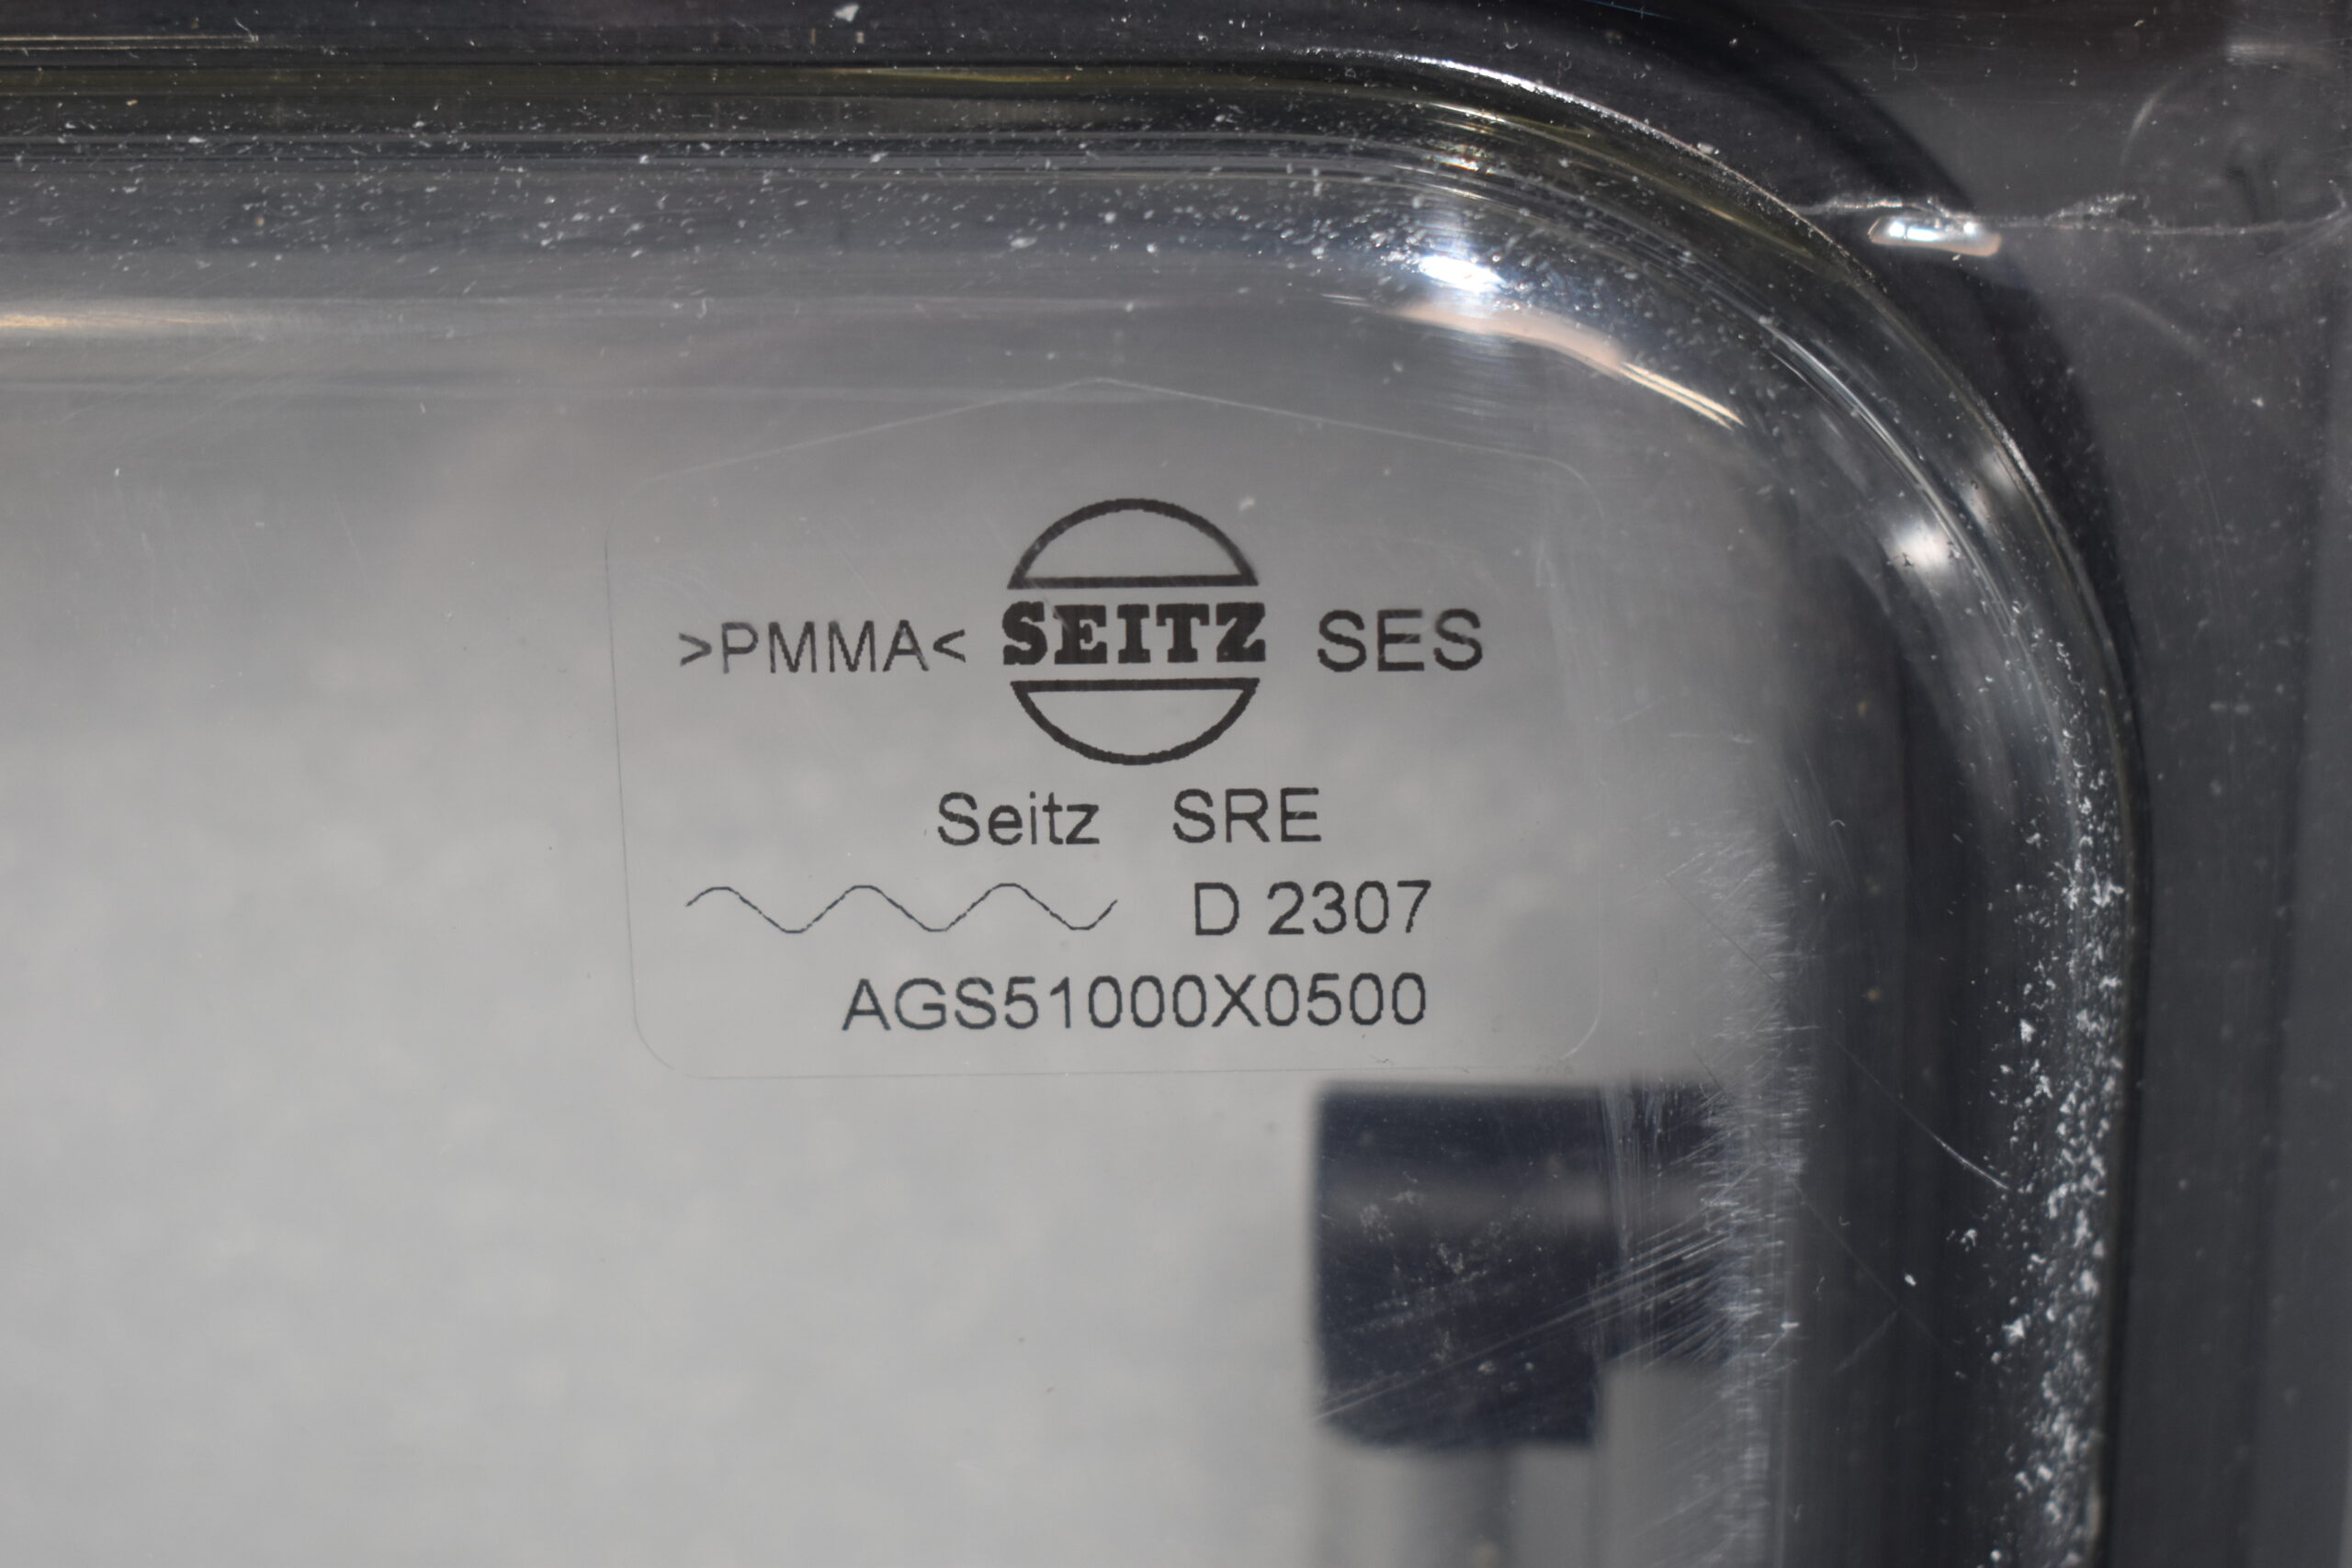 >PMMA< SEITZ SES
Seitz SRE
D 2307
AGS51000X0500